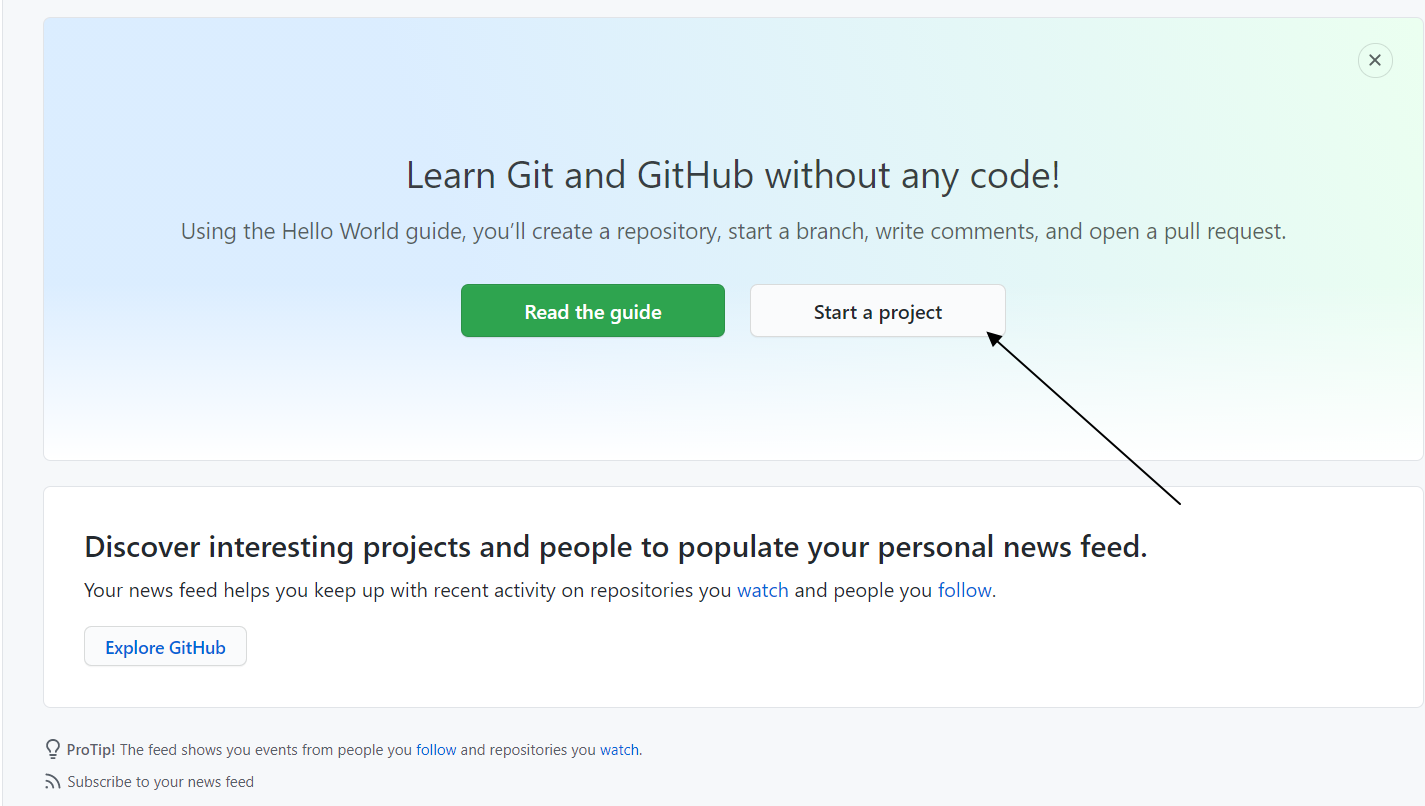 Learn Git and GitHub without any code!
Using the Hello World guide, you’ll create a repository, start a branch, write comments, and open a pull request.
Read the guide
Start a project
Discover interesting projects and people to populate your personal news feed.
Your news feed helps you keep up with recent activity on repositories you watch and people you follow.
Explore GitHub
ProTip! The feed shows you events from people you follow and repositories you watch.
Subscribe to your news feed